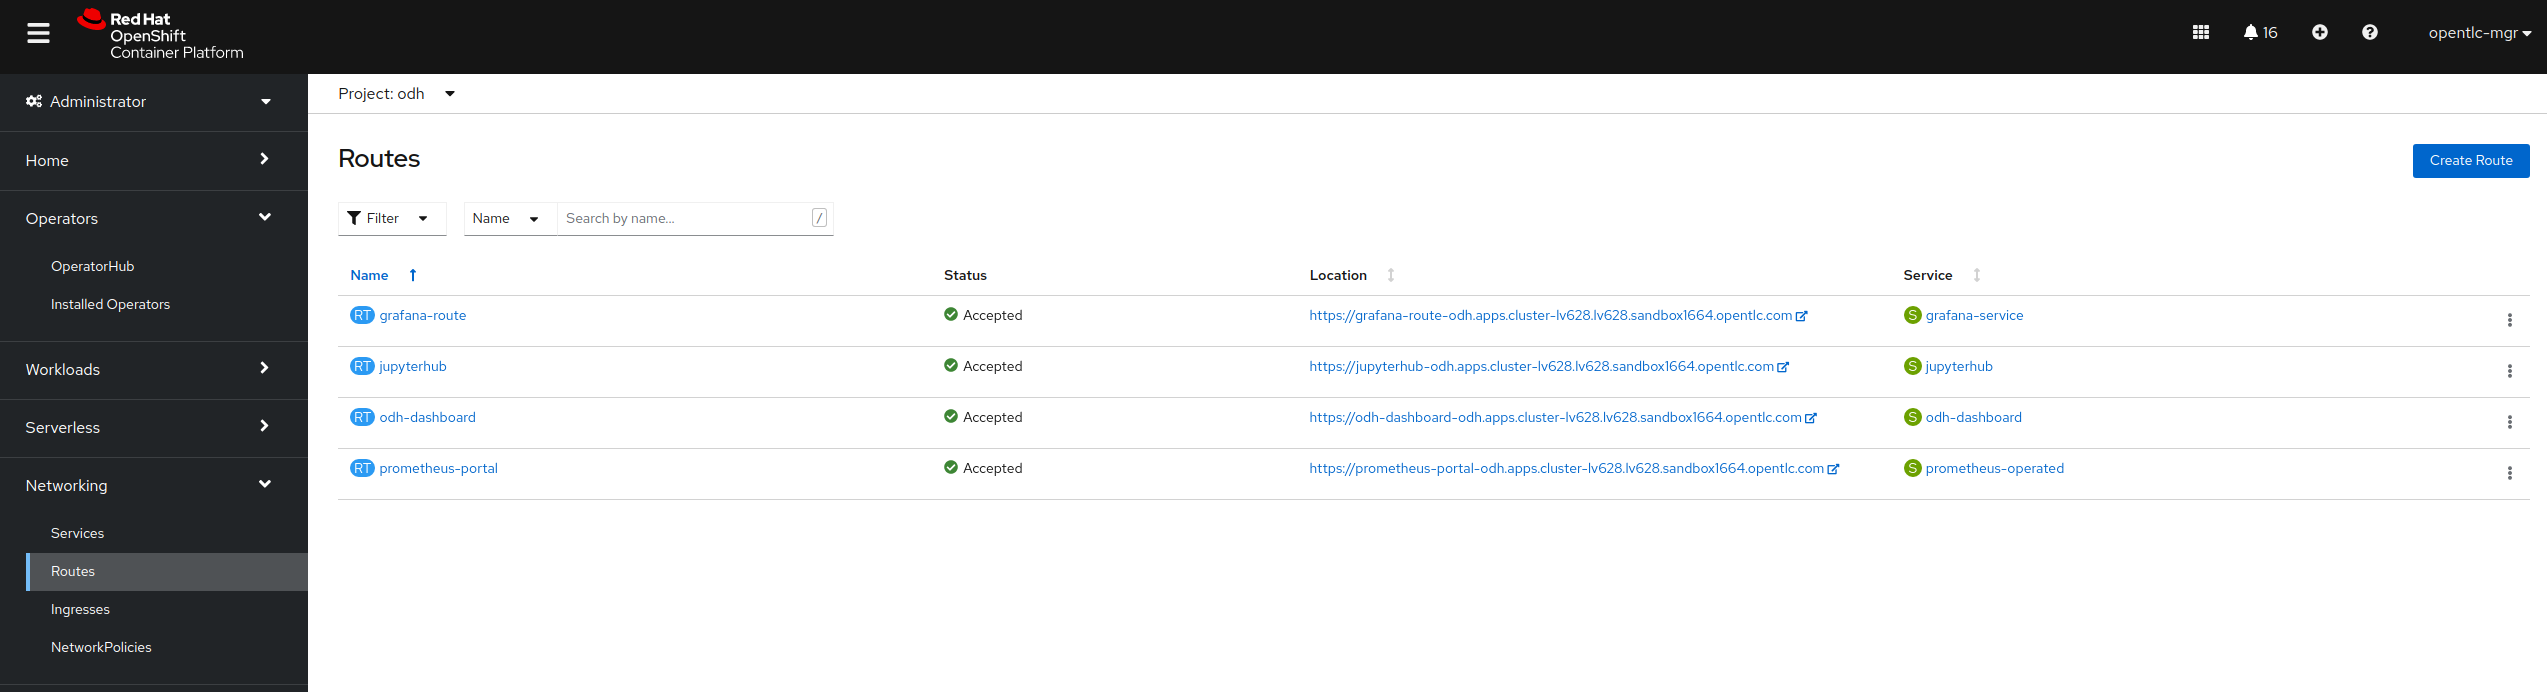 Red Hat
OpenShift
Container Platform
16
opentlc-mgr
Administrator
Home
Operators
OperatorHub
Installed Operators
Workloads
Serverless
Networking
Services
Routes
Ingresses
NetworkPolicies
Project: odh
Routes
Create Route
Filter
Name
Search by name...
/
Name Status Location Service
RT grafana-route Accepted https://grafana-route-odh.apps.cluster-lv628.lv628.sandbox1664.opentlc.com S grafana-service
RT jupyterhub Accepted https://jupyterhub-odh.apps.cluster-lv628.lv628.sandbox1664.opentlc.com S jupyterhub
RT odh-dashboard Accepted https://odh-dashboard-odh.apps.cluster-lv628.lv628.sandbox1664.opentlc.com S odh-dashboard
RT prometheus-portal Accepted https://prometheus-portal-odh.apps.cluster-lv628.lv628.sandbox1664.opentlc.com S prometheus-operated